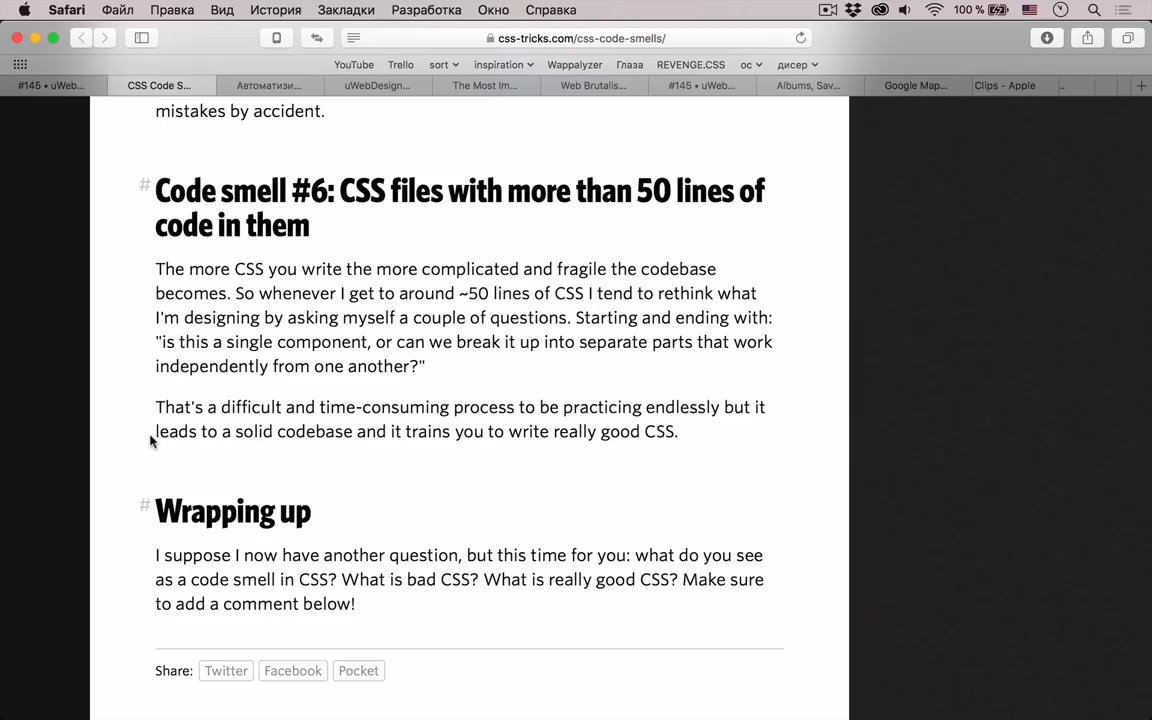 Safari Файл Правка Вид История Закладки Разработка Окно Справка 100 %
css-tricks.com/css-code-smells/
YouTube Trello sort inspiration Wappalyzer Глаза REVENGE.CSS ос дисер
#145 • uWeb... CSS Code S... Автоматизи... uWebDesign... The Most Im... Web Brutalis... #145 • uWeb... Albums, Sav... Google Map... Clips - Apple ..
mistakes by accident.
# Code smell #6: CSS files with more than 50 lines of
code in them
The more CSS you write the more complicated and fragile the codebase
becomes. So whenever I get to around ~50 lines of CSS I tend to rethink what
I'm designing by asking myself a couple of questions. Starting and ending with:
"is this a single component, or can we break it up into separate parts that work
independently from one another?"
That's a difficult and time-consuming process to be practicing endlessly but it
leads to a solid codebase and it trains you to write really good CSS.
# Wrapping up
I suppose I now have another question, but this time for you: what do you see
as a code smell in CSS? What is bad CSS? What is really good CSS? Make sure
to add a comment below!
Share: Twitter Facebook Pocket